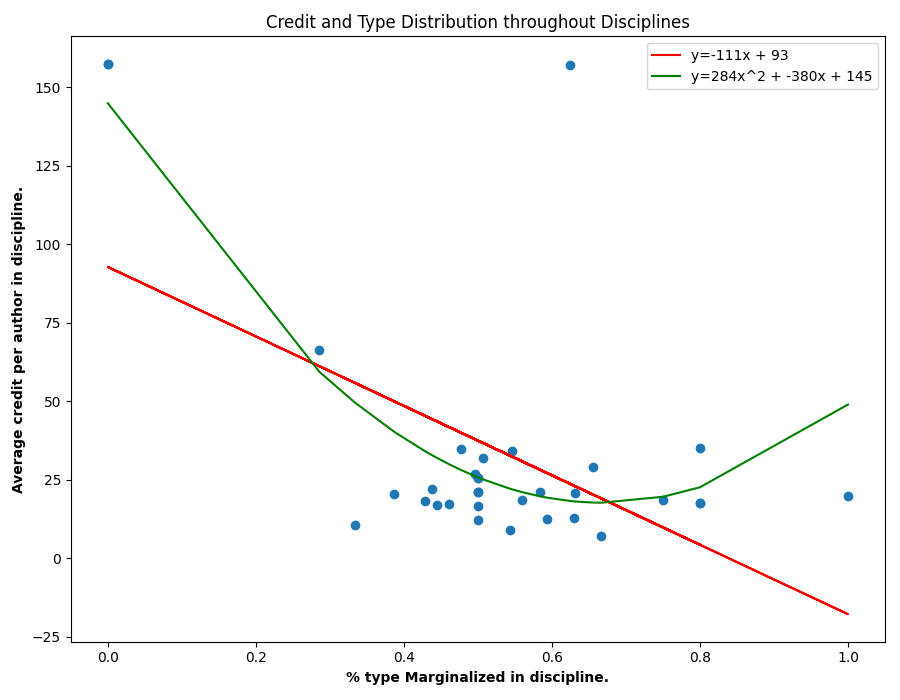 Credit and Type Distribution throughout Disciplines
y=-111x + 93
y=284x^2 + -380x + 145
Average credit per author in discipline.
150
125
100
75
50
25
0
−25
0.0 0.2 0.4 0.6 0.8 1.0
% type Marginalized in discipline.